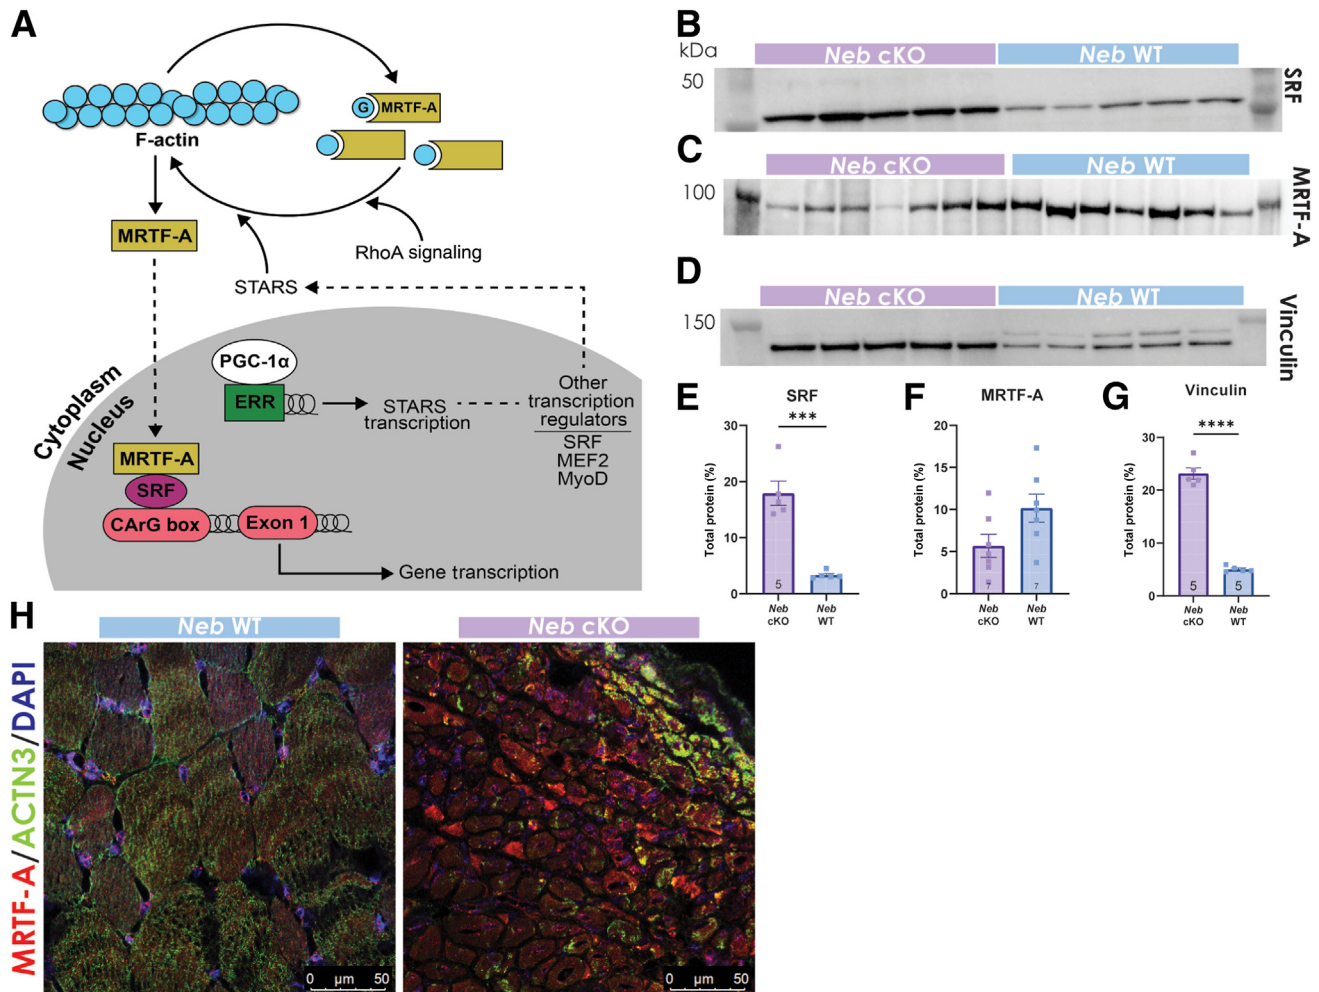 A
G MRTF-A
F-actin
MRTF-A
RhoA signaling
STARS
Cytoplasm
Nucleus
PGC-1α
ERR
STARS
transcription
Other
transcription
regulators
SRF
MEF2
MyoD
MRTF-A
SRF
CArG box
Exon 1
Gene transcription
B
kDa
Neb cKO
Neb WT
50
SRF
C
Neb cKO
Neb WT
100
MRTF-A
D
Neb cKO
Neb WT
150
Vinculin
E
SRF
***
Total protein (%)
30
20
10
0
5
Neb
cKO
Neb
WT
F
MRTF-A
Total protein (%)
20
15
10
5
0
7
7
Neb
cKO
Neb
WT
G
Vinculin
****
Total protein (%)
30
20
10
0
5
5
Neb
cKO
Neb
WT
H
Neb WT
Neb cKO
MRTF-A/ACTN3/DAPI
0 µm 50
0 µm 50